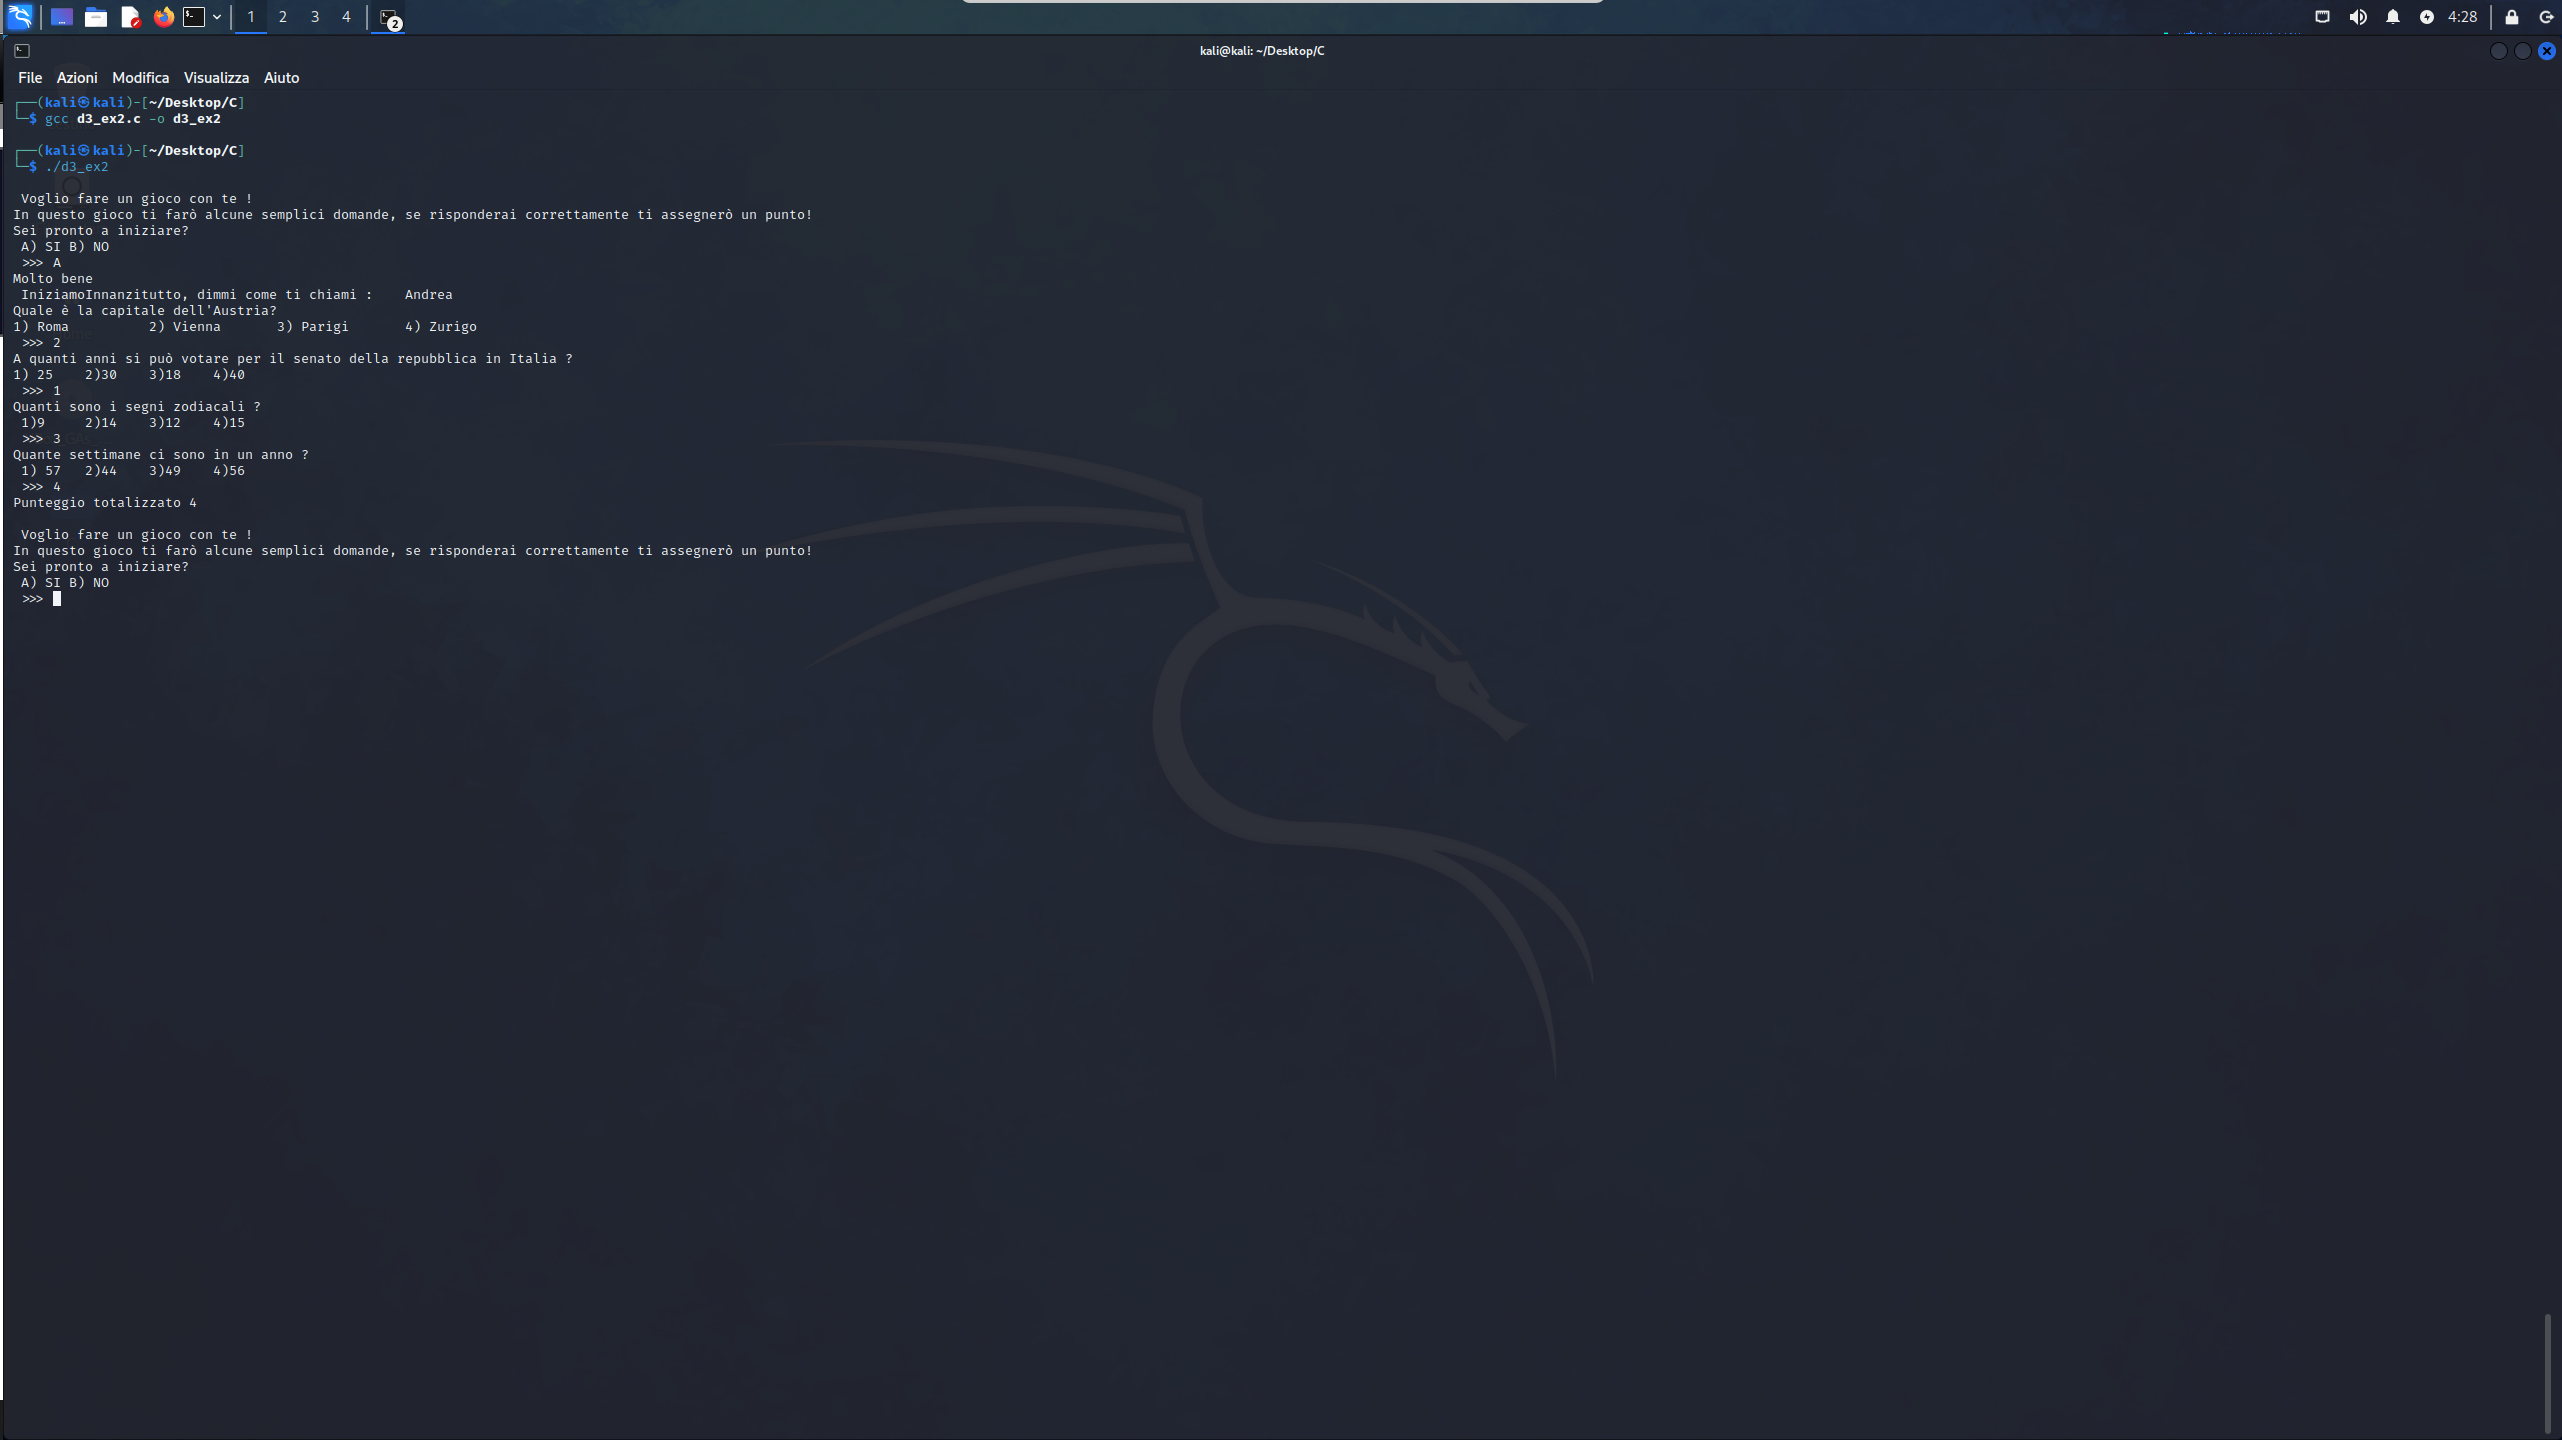 1 2 3 4 2 4:28
kali@kali: ~/Desktop/C
File Azioni Modifica Visualizza Aiuto
┌──(kali㉿kali)-[~/Desktop/C]
└─$ gcc d3_ex2.c -o d3_ex2
┌──(kali㉿kali)-[~/Desktop/C]
└─$ ./d3_ex2
Voglio fare un gioco con te !
In questo gioco ti farò alcune semplici domande, se risponderai correttamente ti assegnerò un punto!
Sei pronto a iniziare?
A) SI B) NO
>>> A
Molto bene
IniziamoInnanzitutto, dimmi come ti chiami : Andrea
Quale è la capitale dell'Austria?
1) Roma 2) Vienna 3) Parigi 4) Zurigo
>>> 2
A quanti anni si può votare per il senato della repubblica in Italia ?
1) 25 2)30 3)18 4)40
>>> 1
Quanti sono i segni zodiacali ?
1)9 2)14 3)12 4)15
>>> 3
Quante settimane ci sono in un anno ?
1) 57 2)44 3)49 4)56
>>> 4
Punteggio totalizzato 4
Voglio fare un gioco con te !
In questo gioco ti farò alcune semplici domande, se risponderai correttamente ti assegnerò un punto!
Sei pronto a iniziare?
A) SI B) NO
>>>